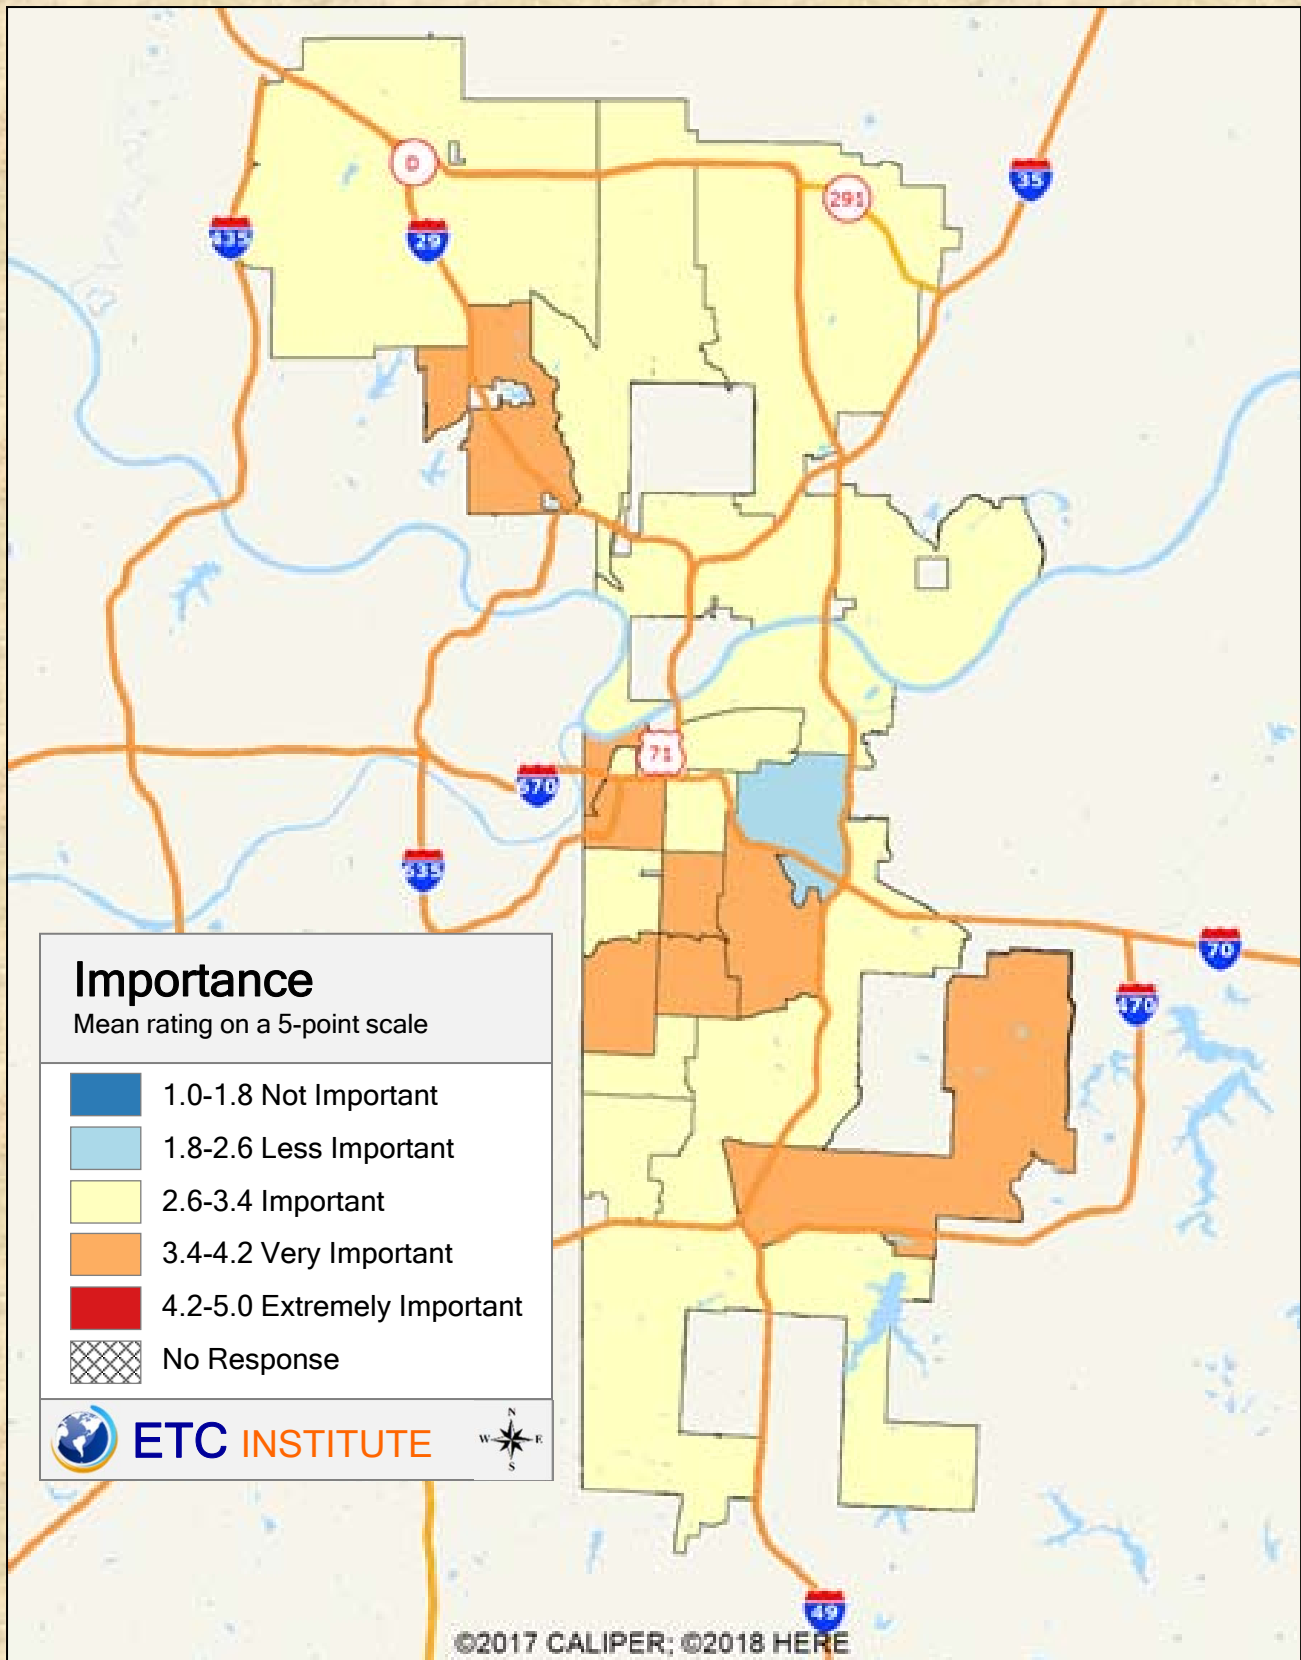 D
291
35
435
29
71
670
635
70
470
Importance
Mean rating on a 5-point scale
1.0-1.8 Not Important
1.8-2.6 Less Important
2.6-3.4 Important
3.4-4.2 Very Important
4.2-5.0 Extremely Important
No Response
ETC INSTITUTE
N
W E
S
49
©2017 CALIPER; ©2018 HERE